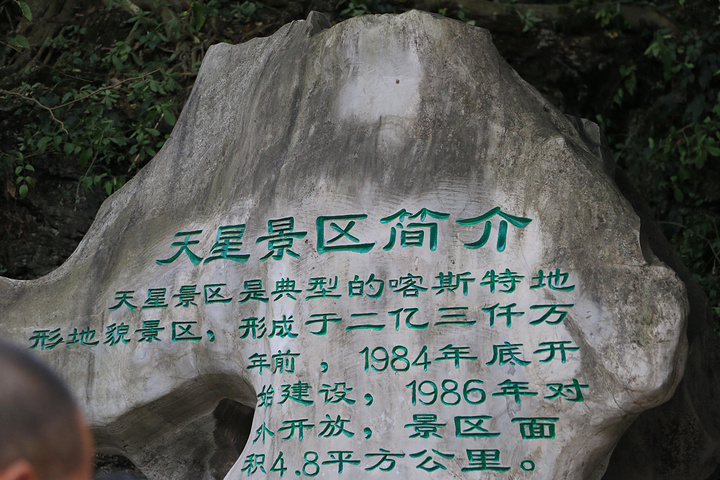 天星景区简介
天星景区是典型的喀斯特地
形地貌景区，形成于二亿三仟万
年前，1984年底开
始建设，1986年对
外开放，景区面
积4.8平方公里。